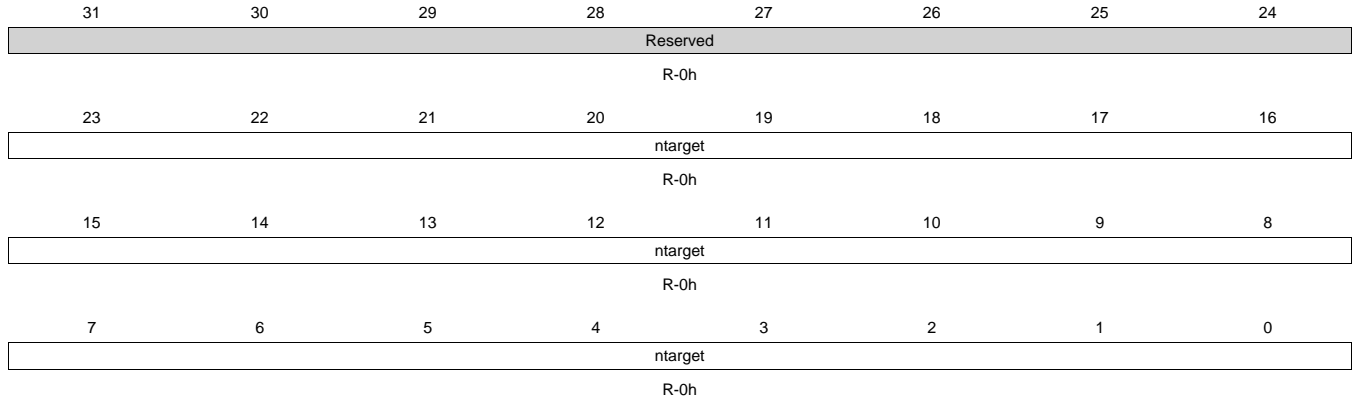 31 30 29 28 27 26 25 24
Reserved
R-0h
23 22 21 20 19 18 17 16
ntarget
R-0h
15 14 13 12 11 10 9 8
ntarget
R-0h
7 6 5 4 3 2 1 0
ntarget
R-0h